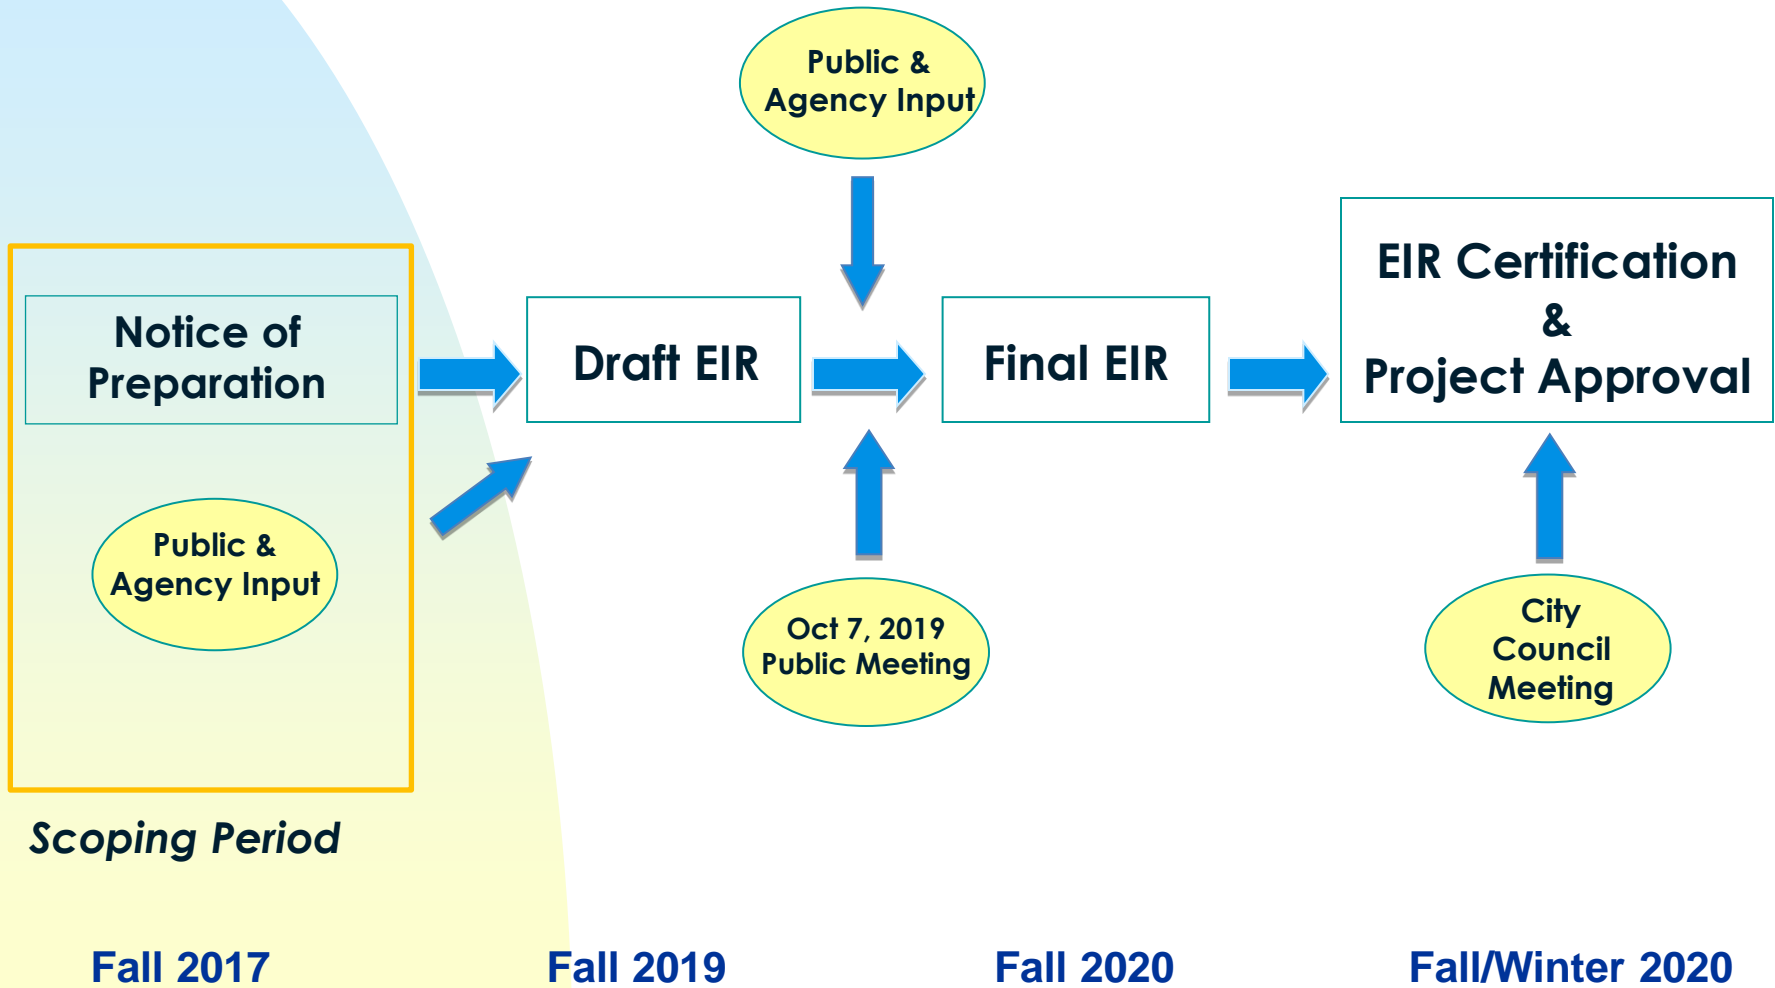 Public &
Agency Input
Notice of
Preparation
Draft EIR
Final EIR
EIR Certification
&
Project Approval
Public &
Agency Input
Oct 7, 2019
Public Meeting
City
Council
Meeting
Scoping Period
Fall 2017
Fall 2019
Fall 2020
Fall/Winter 2020